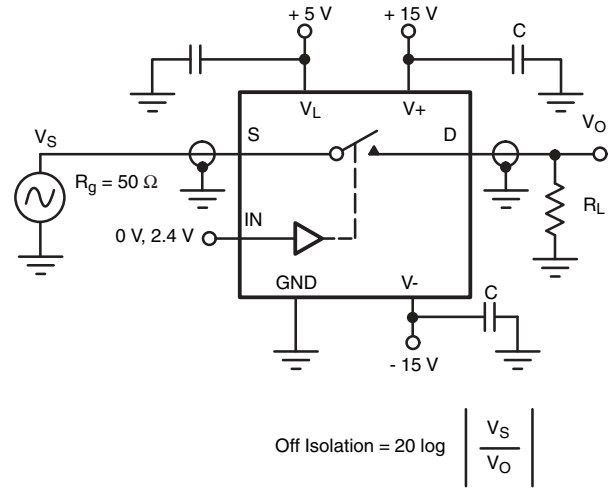 + 5 V
+ 15 V
C
V_L
V+
V_S
S
D
V_O
R_g = 50 Ω
R_L
0 V, 2.4 V
IN
GND
V-
C
- 15 V
Off Isolation = 20 log | V_S / V_O |